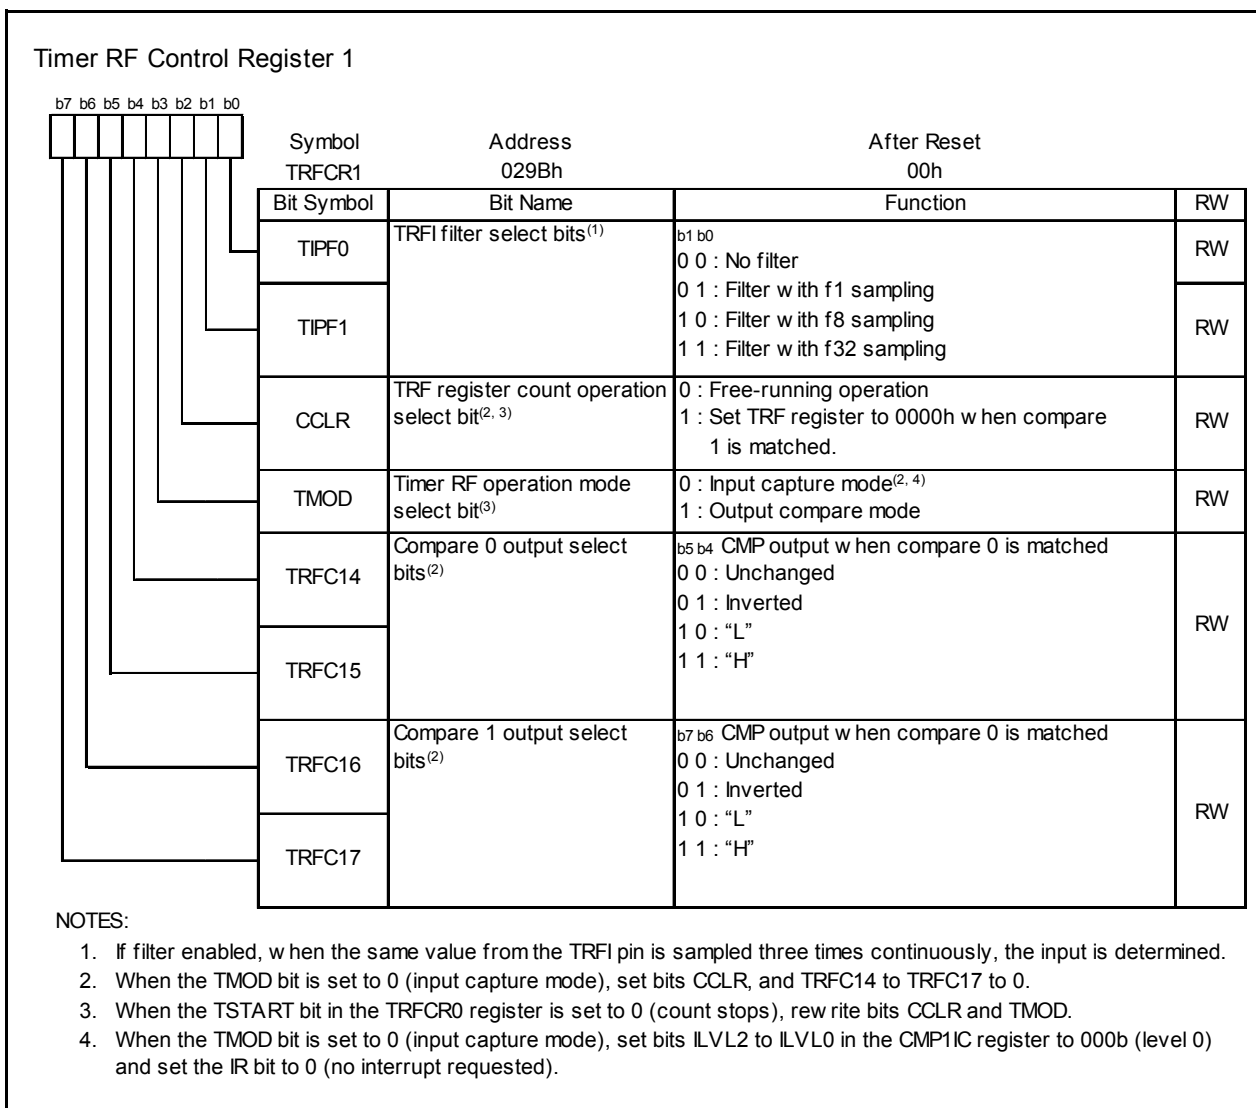 Timer RF Control Register 1
b7 b6 b5 b4 b3 b2 b1 b0
Symbol Address After Reset
TRFCR1 029Bh 00h
Bit Symbol Bit Name Function RW
TIPF0 TRFI filter select bits(1) b1 b0 RW
0 0 : No filter
0 1 : Filter with f1 sampling
TIPF1 1 0 : Filter with f8 sampling RW
1 1 : Filter with f32 sampling
CCLR TRF register count operation 0 : Free-running operation RW
select bit(2, 3) 1 : Set TRF register to 0000h when compare
1 is matched.
TMOD Timer RF operation mode 0 : Input capture mode(2, 4) RW
select bit(3) 1 : Output compare mode
TRFC14 Compare 0 output select b5 b4 CMP output when compare 0 is matched RW
bits(2) 0 0 : Unchanged
0 1 : Inverted
1 0 : “L”
TRFC15 1 1 : “H”
TRFC16 Compare 1 output select b7 b6 CMP output when compare 0 is matched RW
bits(2) 0 0 : Unchanged
0 1 : Inverted
1 0 : “L”
TRFC17 1 1 : “H”
NOTES:
1. If filter enabled, when the same value from the TRFI pin is sampled three times continuously, the input is determined.
2. When the TMOD bit is set to 0 (input capture mode), set bits CCLR, and TRFC14 to TRFC17 to 0.
3. When the TSTART bit in the TRFCR0 register is set to 0 (count stops), rewrite bits CCLR and TMOD.
4. When the TMOD bit is set to 0 (input capture mode), set bits ILVL2 to ILVL0 in the CMP1IC register to 000b (level 0)
and set the IR bit to 0 (no interrupt requested).